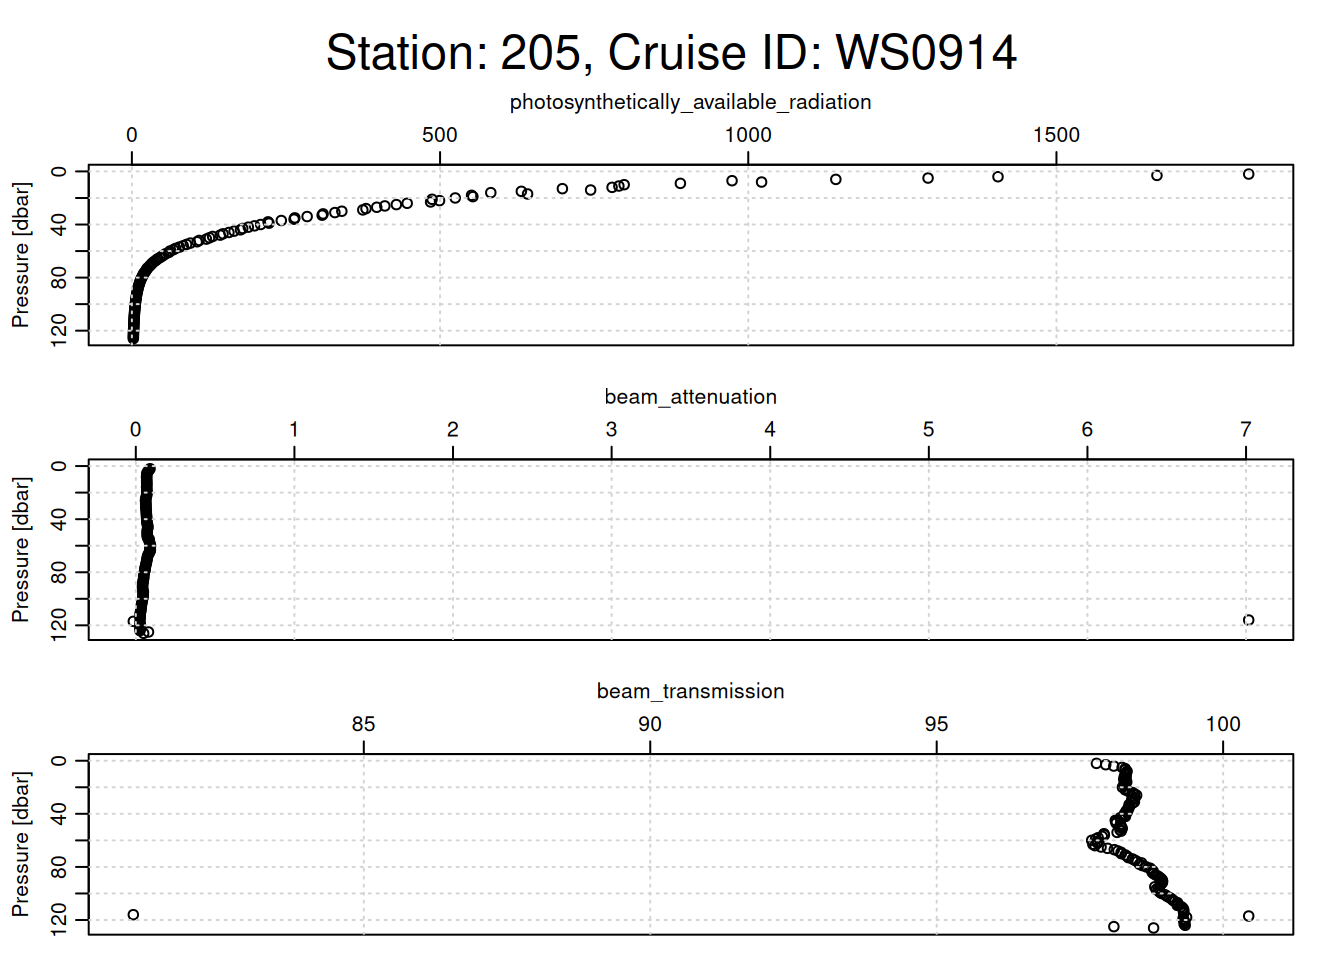 Station: 205, Cruise ID: WS0914
photosynthetically_available_radiation
0 500 1000 1500
Pressure [dbar]
0 40 80 120
beam_attenuation
0 1 2 3 4 5 6 7
Pressure [dbar]
0 40 80 120
beam_transmission
85 90 95 100
Pressure [dbar]
0 40 80 120